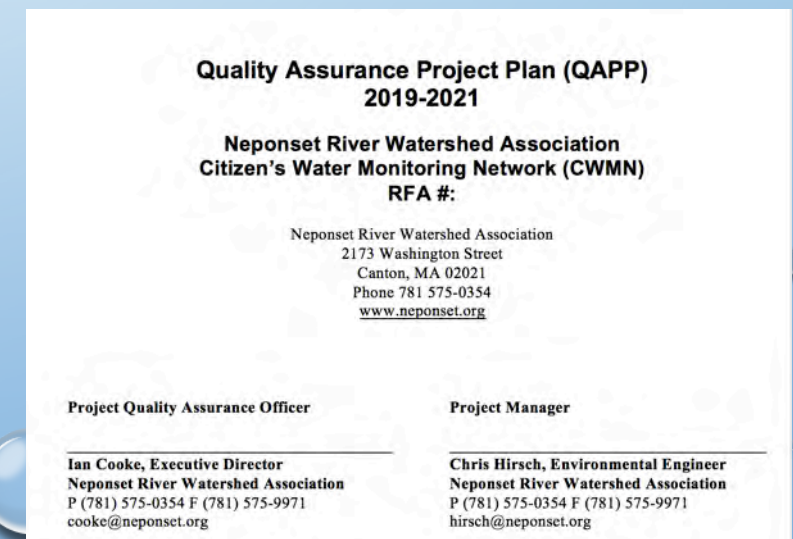 Quality Assurance Project Plan (QAPP)
2019-2021
Neponset River Watershed Association
Citizen's Water Monitoring Network (CWMN)
RFA #:
Neponset River Watershed Association
2173 Washington Street
Canton, MA 02021
Phone 781 575-0354
www.neponset.org
Project Quality Assurance Officer
Ian Cooke, Executive Director
Neponset River Watershed Association
P (781) 575-0354 F (781) 575-9971
cooke@neponset.org
Project Manager
Chris Hirsch, Environmental Engineer
Neponset River Watershed Association
P (781) 575-0354 F (781) 575-9971
hirsch@neponset.org